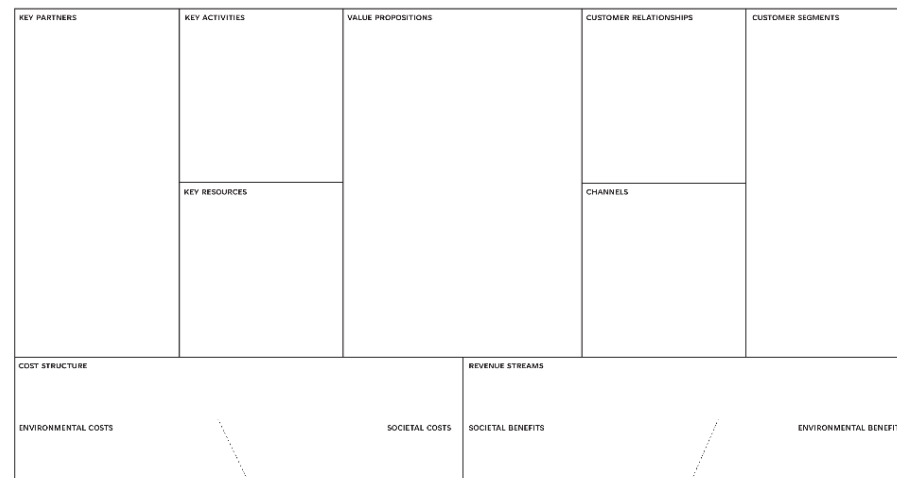 KEY PARTNERS
KEY ACTIVITIES
VALUE PROPOSITIONS
CUSTOMER RELATIONSHIPS
CUSTOMER SEGMENTS
KEY RESOURCES
CHANNELS
COST STRUCTURE
REVENUE STREAMS
ENVIRONMENTAL COSTS
SOCIETAL COSTS
SOCIETAL BENEFITS
ENVIRONMENTAL